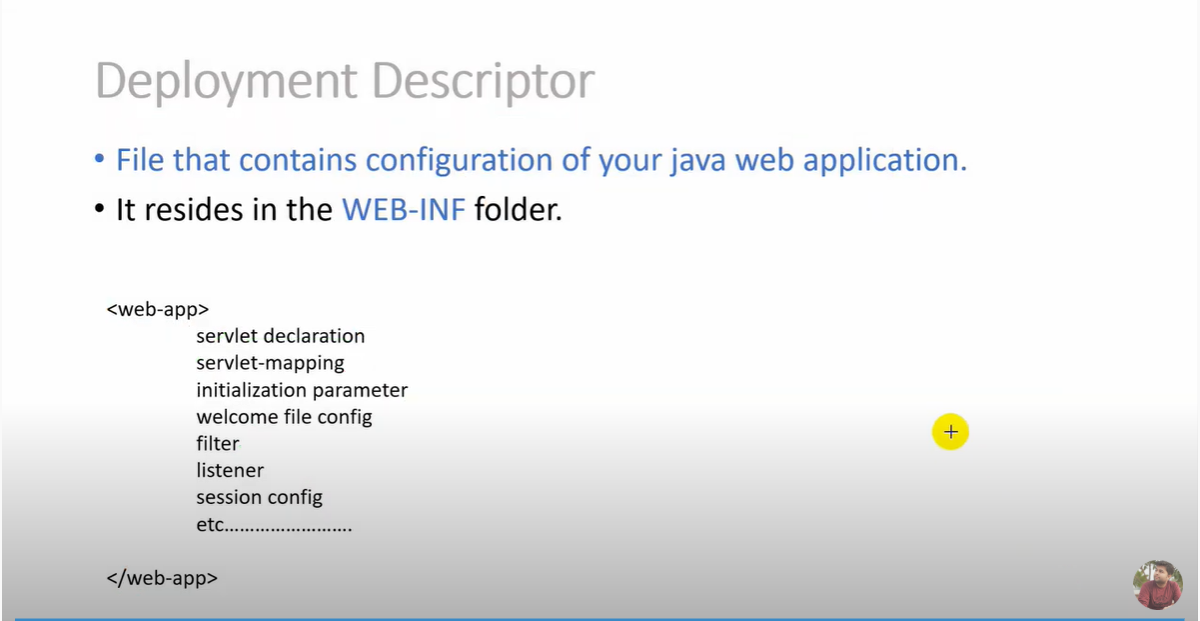 Deployment Descriptor
• File that contains configuration of your java web application.
• It resides in the WEB-INF folder.
<web-app>
servlet declaration
servlet-mapping
initialization parameter
welcome file config
filter
listener
session config
etc........................
</web-app>